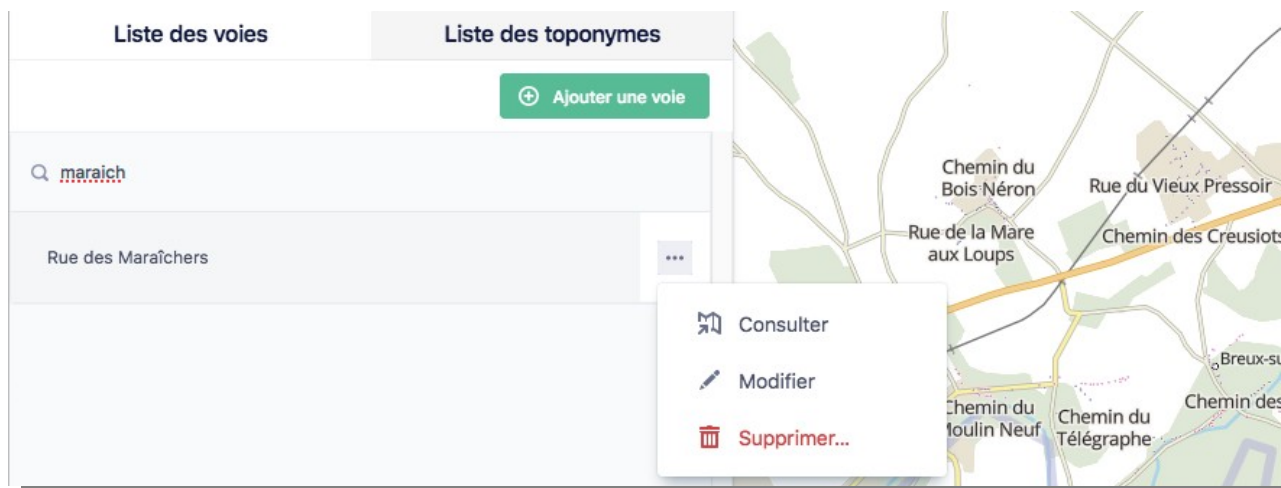 Liste des voies
Liste des toponymes
Ajouter une voie
maraich
Rue des Maraîchers
Consulter
Modifier
Supprimer...
Chemin du
Bois Néron
Rue du Vieux Pressoir
Rue de la Mare
aux Loups
Chemin des Creusiots
Breux-su
Chemin du
Moulin Neuf
Chemin du
Télégraphe
Chemin des